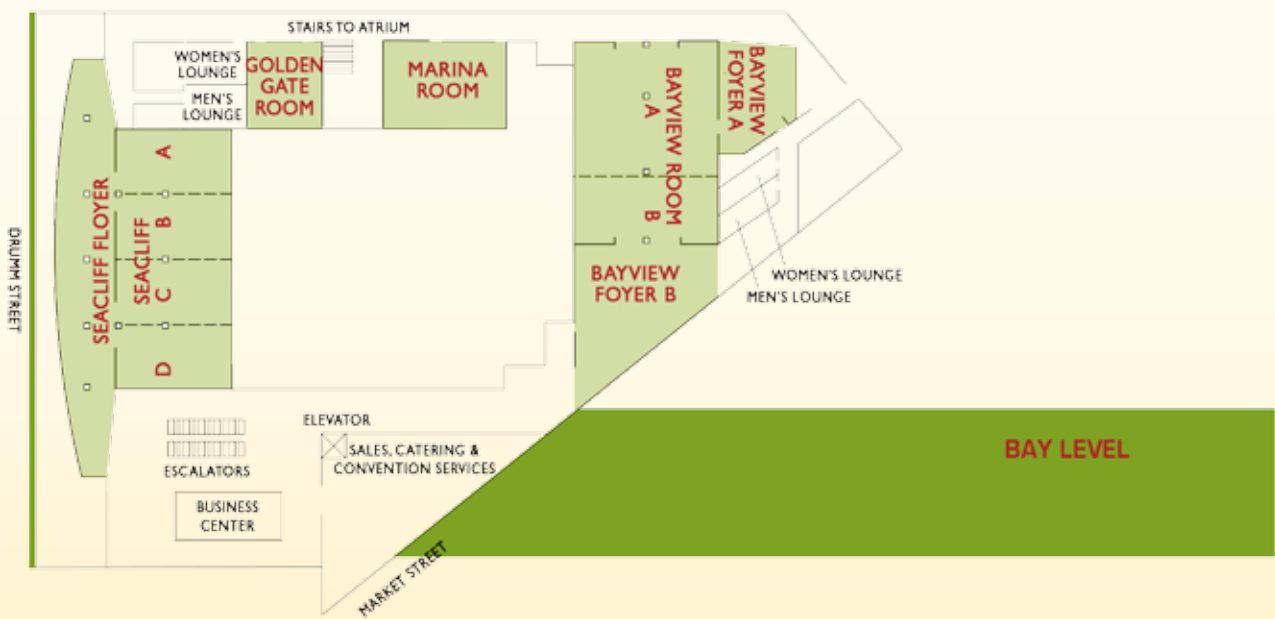 STAIRS TO ATRIUM
WOMEN'S
LOUNGE
MEN'S
LOUNGE
GOLDEN
GATE
ROOM
MARINA
ROOM
BAYVIEW ROOM
A
B
BAYVIEW
FOYER A
BAYVIEW
FOYER B
WOMEN'S LOUNGE
MEN'S LOUNGE
DRUMM STREET
SEACLIFF FLOYER
SEACLIFF
A
B
C
D
ESCALATORS
ELEVATOR
SALES, CATERING &
CONVENTION SERVICES
BUSINESS
CENTER
MARKET STREET
BAY LEVEL